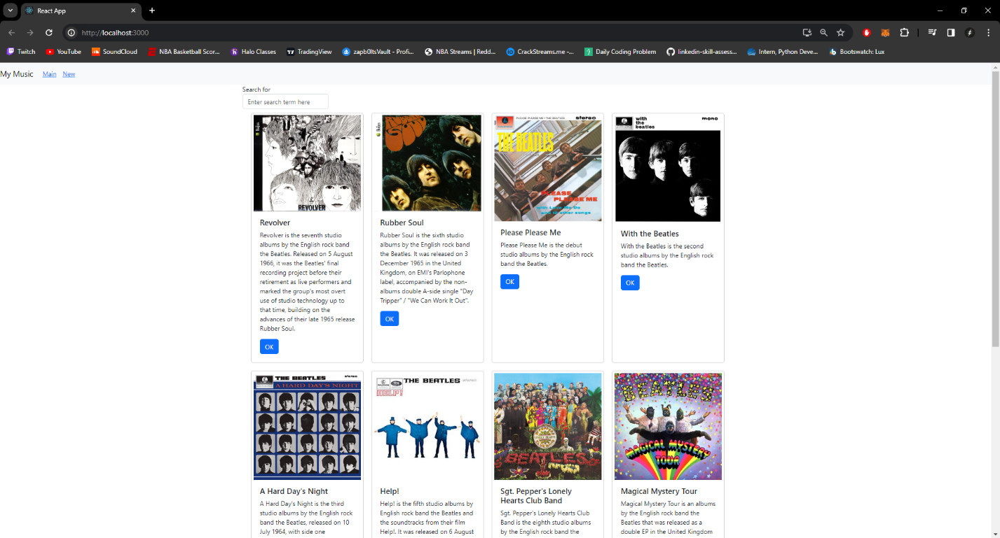 React App
http://localhost:3000
Twitch YouTube SoundCloud NBA Basketball Scor... Halo Classes TradingView zapb0ltsVault - Profi... NBA Streams | Redd... CrackStreams.me -... Daily Coding Problem linkedin-skill-assess... Intern, Python Deve... Bootswatch: Lux
My Music Main New
Search for
Enter search term here
REVOLVER
PLEASE PLEASE ME • THE BEATLES stereo
THE BEATLES
PLEASE
PLEASE ME
with Love Me Do
and 12 other songs
with
the
beatles
mono
Revolver
Revolver is the seventh studio
albums by the English rock band
the Beatles. Released on 5 August
1966, it was the Beatles' final
recording project before their
retirement as live performers and
marked the group's most overt
use of studio technology up to
that time, building on the
advances of their late 1965 release
Rubber Soul.
OK
Rubber Soul
Rubber Soul is the sixth studio
albums by the English rock band
the Beatles. It was released on 3
December 1965 in the United
Kingdom, on EMI's Parlophone
label, accompanied by the non-
albums double A-side single "Day
Tripper" / "We Can Work It Out".
OK
Please Please Me
Please Please Me is the debut
studio albums by the English rock
band the Beatles.
OK
With the Beatles
With the Beatles is the second
studio albums by the English rock
band the Beatles.
OK
THE BEATLES stereo
A HARD DAY'S NIGHT
THE BEATLES
HELP!
LONELY
HEARTS
BEATLES
BEATLES
MAGICAL MYSTERY
TOUR
A Hard Day's Night
A Hard Day's Night is the third
studio albums by the English rock
band the Beatles, released on 10
July 1964, with side one
Help!
Help! is the fifth studio albums by
English rock band the Beatles and
the soundtracks from their film
Help!. It was released on 6 August
Sgt. Pepper's Lonely
Hearts Club Band
Sgt. Pepper's Lonely Hearts Club
Band is the eighth studio albums
by the English rock band the
Magical Mystery Tour
Magical Mystery Tour is an albums
by the English rock band the
Beatles that was released as a
double EP in the United Kingdom